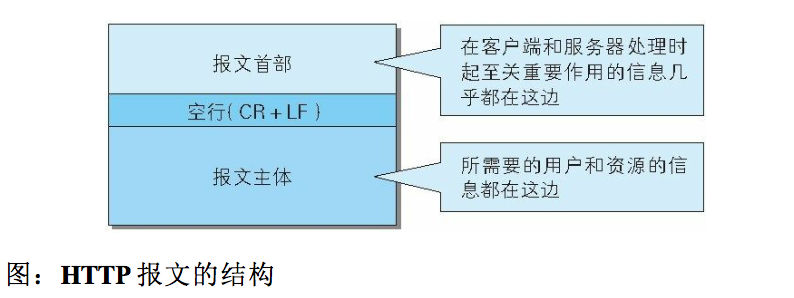 报文首部
在客户端和服务器处理时
起至关重要作用的信息几
乎都在这边
空行(CR+LF)
报文主体
所需要的用户和资源的信
息都在这边
图：HTTP 报文的结构